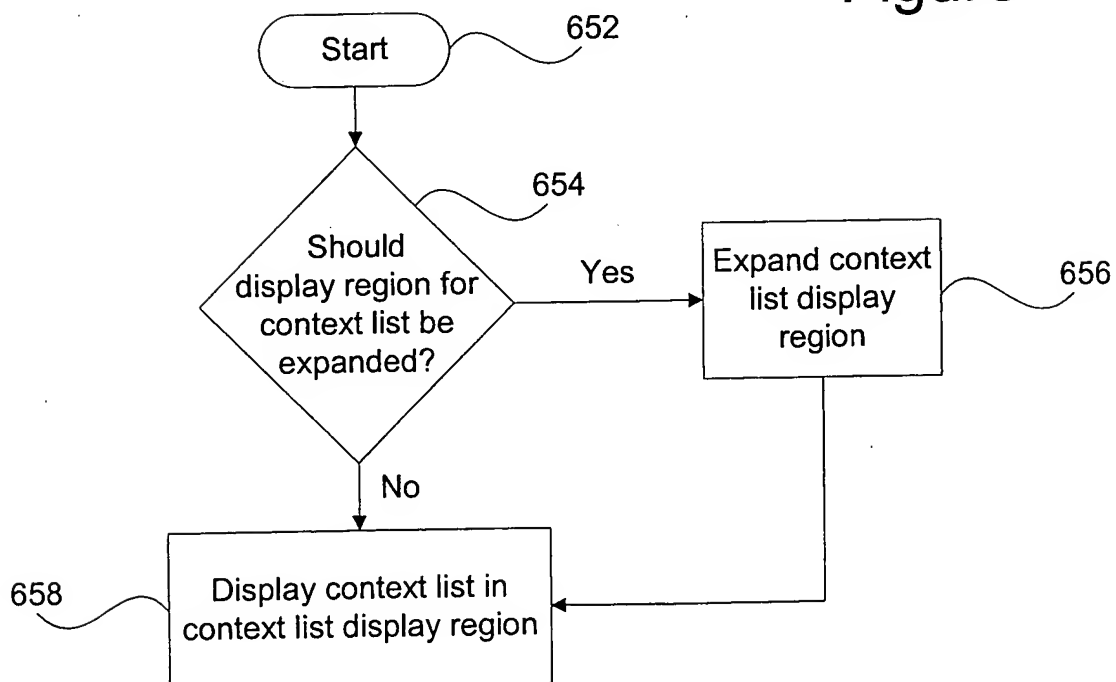 Start
652
654
Should
display region for
context list be
expanded?
Yes
Expand context
list display
region
656
No
658
Display context list in
context list display region